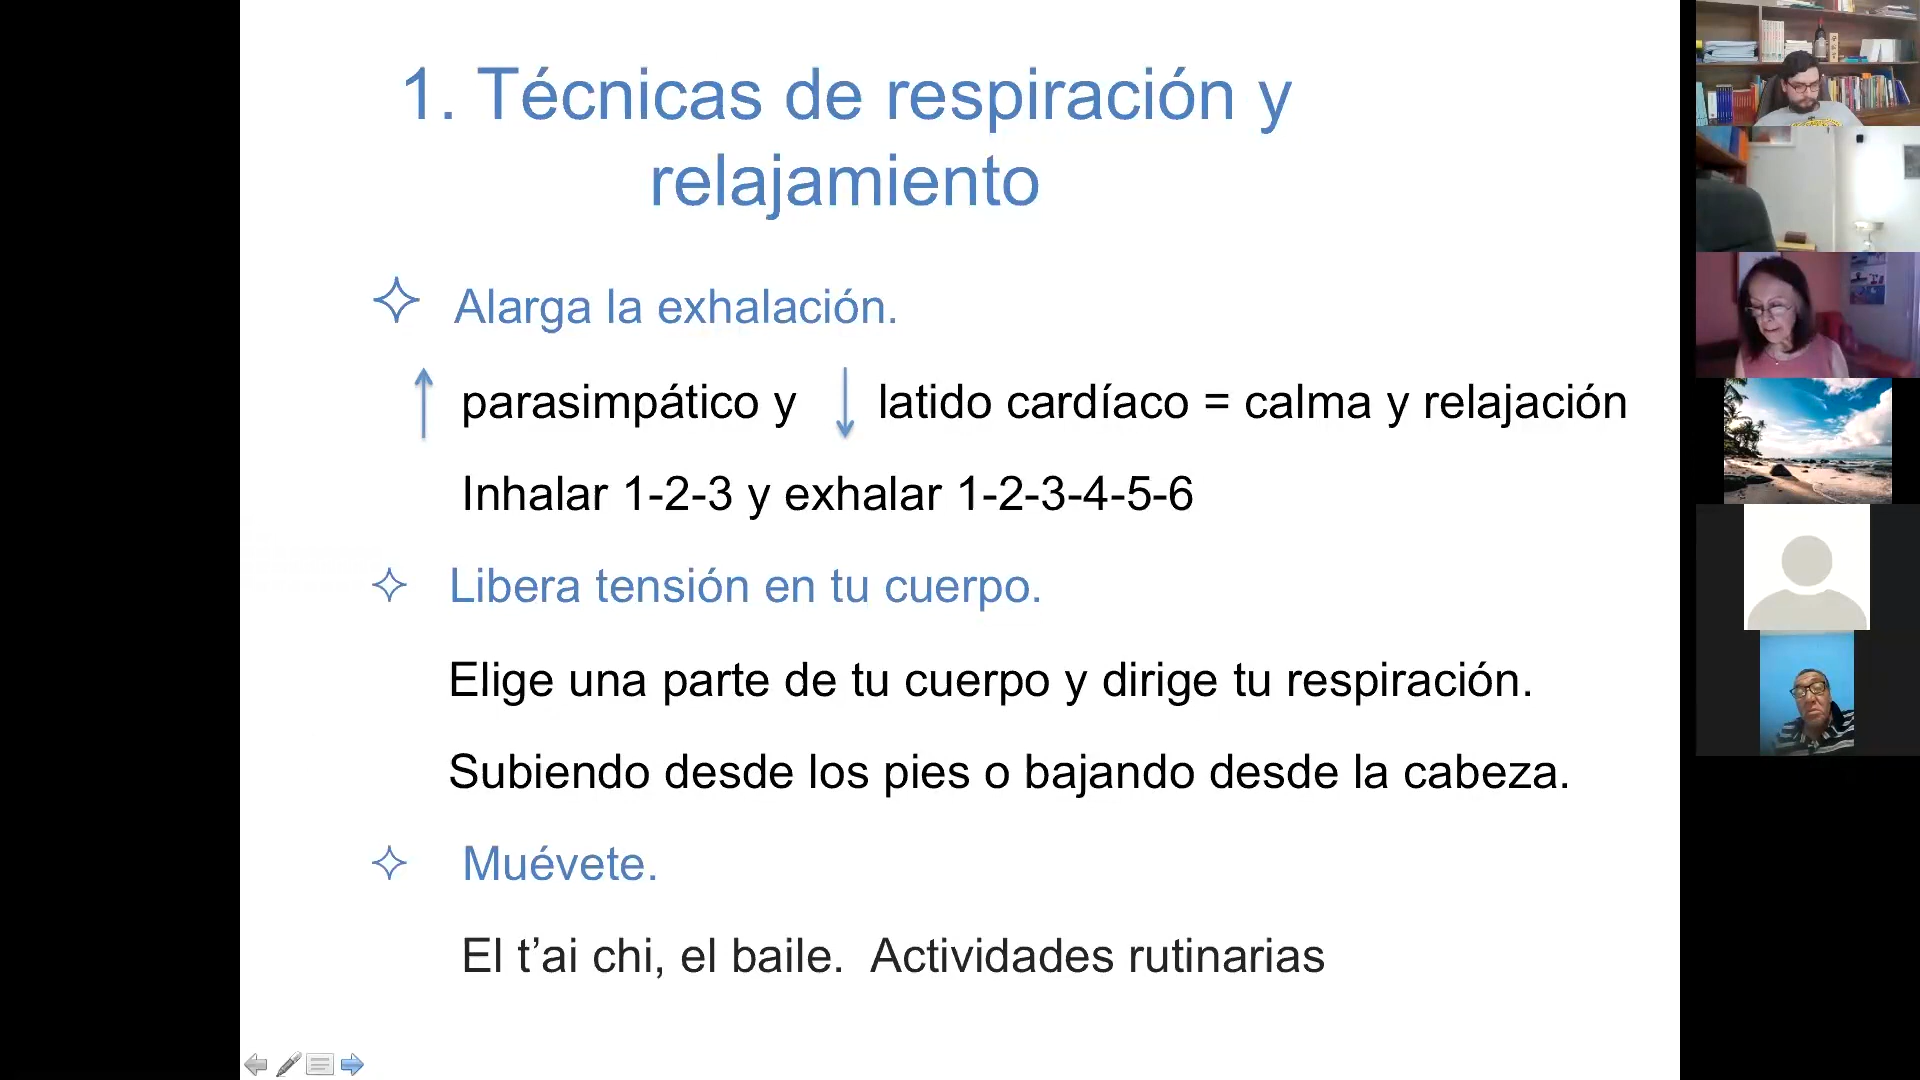 1. Técnicas de respiración y
relajamiento
Alarga la exhalación.
parasimpático y latido cardíaco = calma y relajación
Inhalar 1-2-3 y exhalar 1-2-3-4-5-6
Libera tensión en tu cuerpo.
Elige una parte de tu cuerpo y dirige tu respiración.
Subiendo desde los pies o bajando desde la cabeza.
Muévete.
El t’ai chi, el baile.  Actividades rutinarias